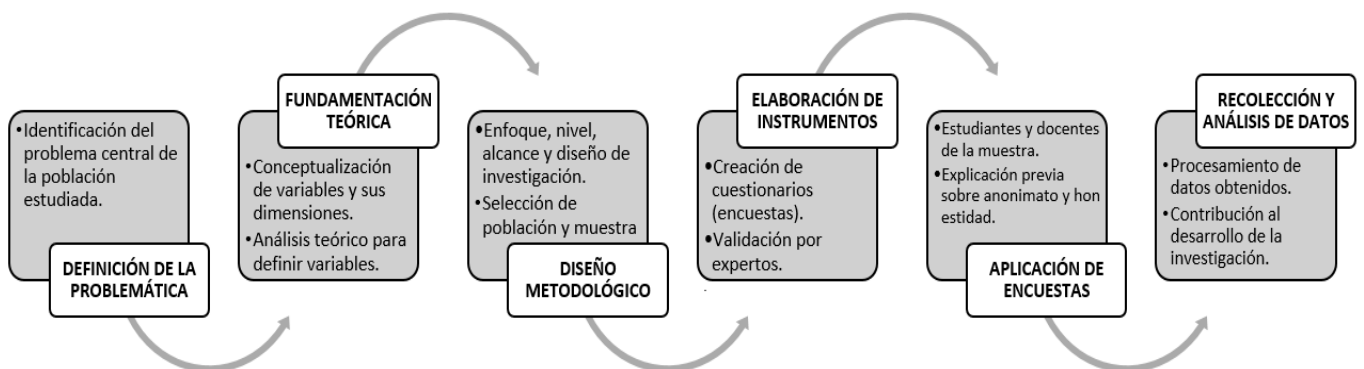 •Identificación del
problema central de
la población
estudiada.
DEFINICIÓN DE LA
PROBLEMÁTICA
FUNDAMENTACIÓN
TEÓRICA
•Conceptualización
de variables y sus
dimensiones.
•Análisis teórico para
definir variables.
•Enfoque, nivel,
alcance y diseño de
investigación.
•Selección de
población y muestra
DISEÑO
METODOLÓGICO
ELABORACIÓN DE
INSTRUMENTOS
•Creación de
cuestionarios
(encuestas).
•Validación por
expertos.
.
•Estudiantes y docentes
de la muestra.
•Explicación previa
sobre anonimato y hon
estidad.
APLICACIÓN DE
ENCUESTAS
RECOLECCIÓN Y
ANÁLISIS DE DATOS
•Procesamiento de
datos obtenidos.
•Contribución al
desarrollo de la
investigación.